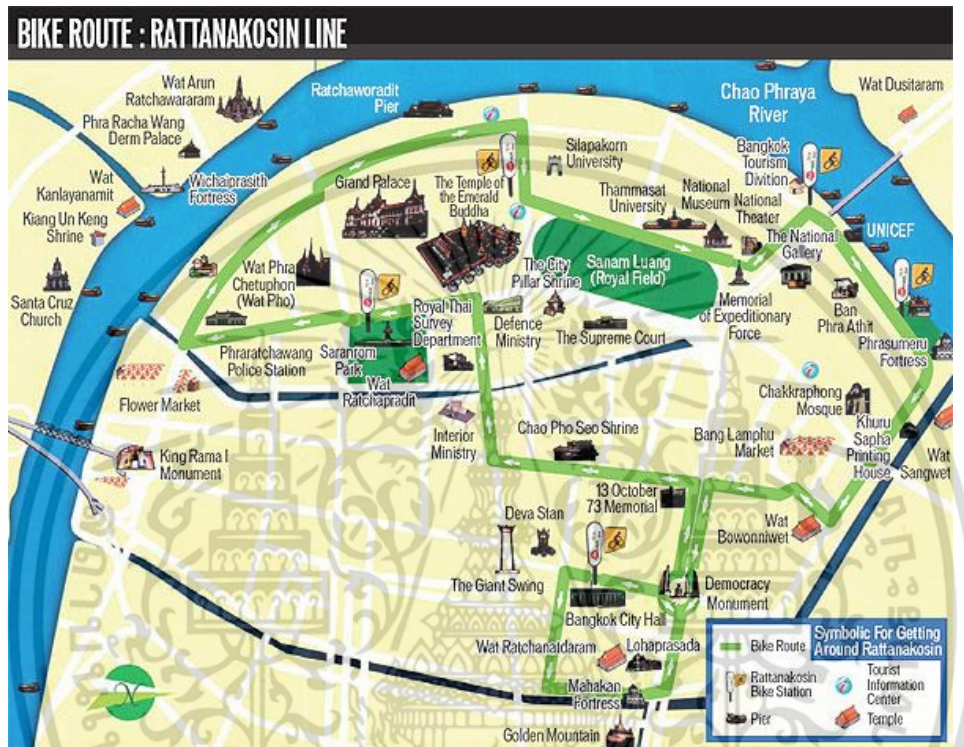 BIKE ROUTE : RATTANAKOSIN LINE
Wat Arun
Ratchawararam
Phra Racha Wang
Derm Palace
Wat
Kanlayanamit
Kiang Un Keng
Shrine
Santa Cruz
Church
Wichaiprasith
Fortress
Ratchaworadit
Pier
Chao Phraya
River
Wat Dusitaram
Silapakorn
University
Bangkok
Tourism
Divition
Grand Palace
The Temple of
the Emerald
Buddha
Thammasat
University
National
Museum
National
Theater
The National
Gallery
UNICEF
Wat Phra
Chetuphon
(Wat Pho)
The City
Pillar Shrine
Sanam Luang
(Royal Field)
Memorial
of Expeditionary
Force
Ban
Phra Athit
Phrasumeru
Fortress
Royal Thai
Survey
Department
Defence
Ministry
The Supreme Court
Phraratchawang
Police Station
Saranrom
Park
Wat
Ratchapradit
Flower Market
Chakkraphong
Mosque
Khuru
Sapha
Printing
House
Wat
Sangwet
Interior
Ministry
Chao Pho Seo Shrine
Bang Lamphu
Market
King Rama I
Monument
13 October
73 Memorial
Wat
Bowonniwet
Deva Stan
The Giant Swing
Bangkok City Hall
Democracy
Monument
Wat Ratchanatdaram
Lohaprasada
Mahakan
Fortress
Golden Mountain
Bike Route
Rattanakosin
Bike Station
Pier
Symbolic For Getting
Around Rattanakosin
Tourist
Information
Center
Temple